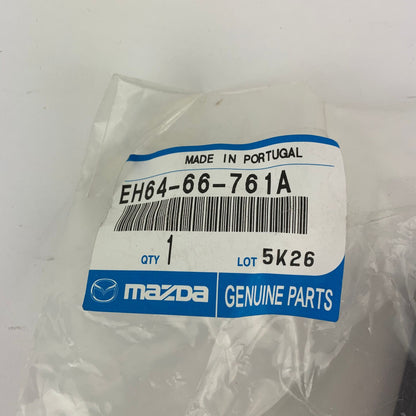 MADE IN PORTUGAL
EH64-66-761A
QTY 1 LOT 5K26
mazda GENUINE PARTS